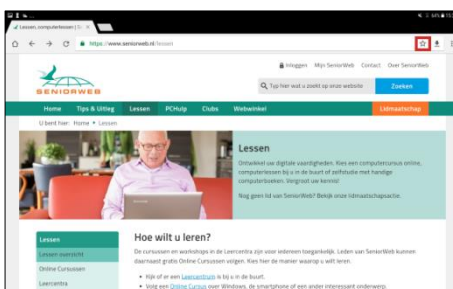 Lessen, computerlessen | S
https://www.seniorweb.nl/lessen
Inloggen Mijn SeniorWeb Contact Over SeniorWeb
SENIORWEB
Typ hier wat u zoekt op onze website Zoeken
Home Tips & Uitleg Lessen PCHulp Clubs Webwinkel Lidmaatschap
U bent hier: Home Lessen
Lessen
Ontwikkel uw digitale vaardigheden. Kies een computercursus online,
computerlessen bij u in de buurt of zelfstudie met handige
computerboeken. Vergroot uw kennis!
Nog geen lid van SeniorWeb? Bekijk onze lidmaatschapsactie.
Lessen
Lessen overzicht
Online Cursussen
Leercentra
Hoe wilt u leren?
De cursussen en workshops in de Leercentra zijn voor iedereen toegankelijk. Leden van SeniorWeb kunnen
daarnaast gratis Online Cursussen volgen. Kies hier de manier waarop u wilt leren.
Kijk of er een Leercentrum is bij u in de buurt.
Volg een Online Cursus over Windows, de smartphone of een ander interessant onderwerp.